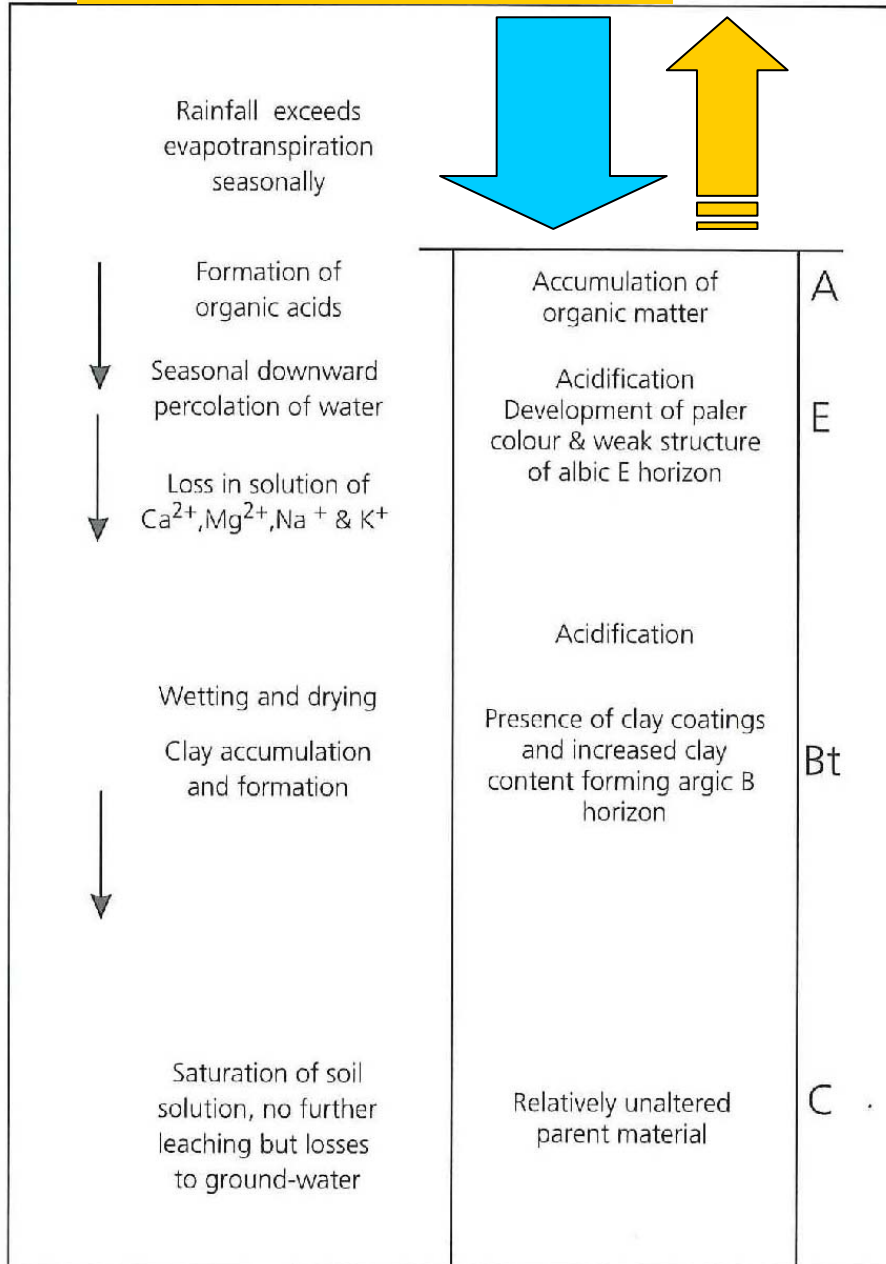 Rainfall exceeds
evapotranspiration
seasonally
Formation of
organic acids
Accumulation of
organic matter
A
Seasonal downward
percolation of water
Acidification
Development of paler
colour & weak structure
of albic E horizon
E
Loss in solution of
Ca²⁺,Mg²⁺,Na ⁺ & K⁺
Acidification
Wetting and drying
Clay accumulation
and formation
Presence of clay coatings
and increased clay
content forming argic B
horizon
Bt
Saturation of soil
solution, no further
leaching but losses
to ground-water
Relatively unaltered
parent material
C